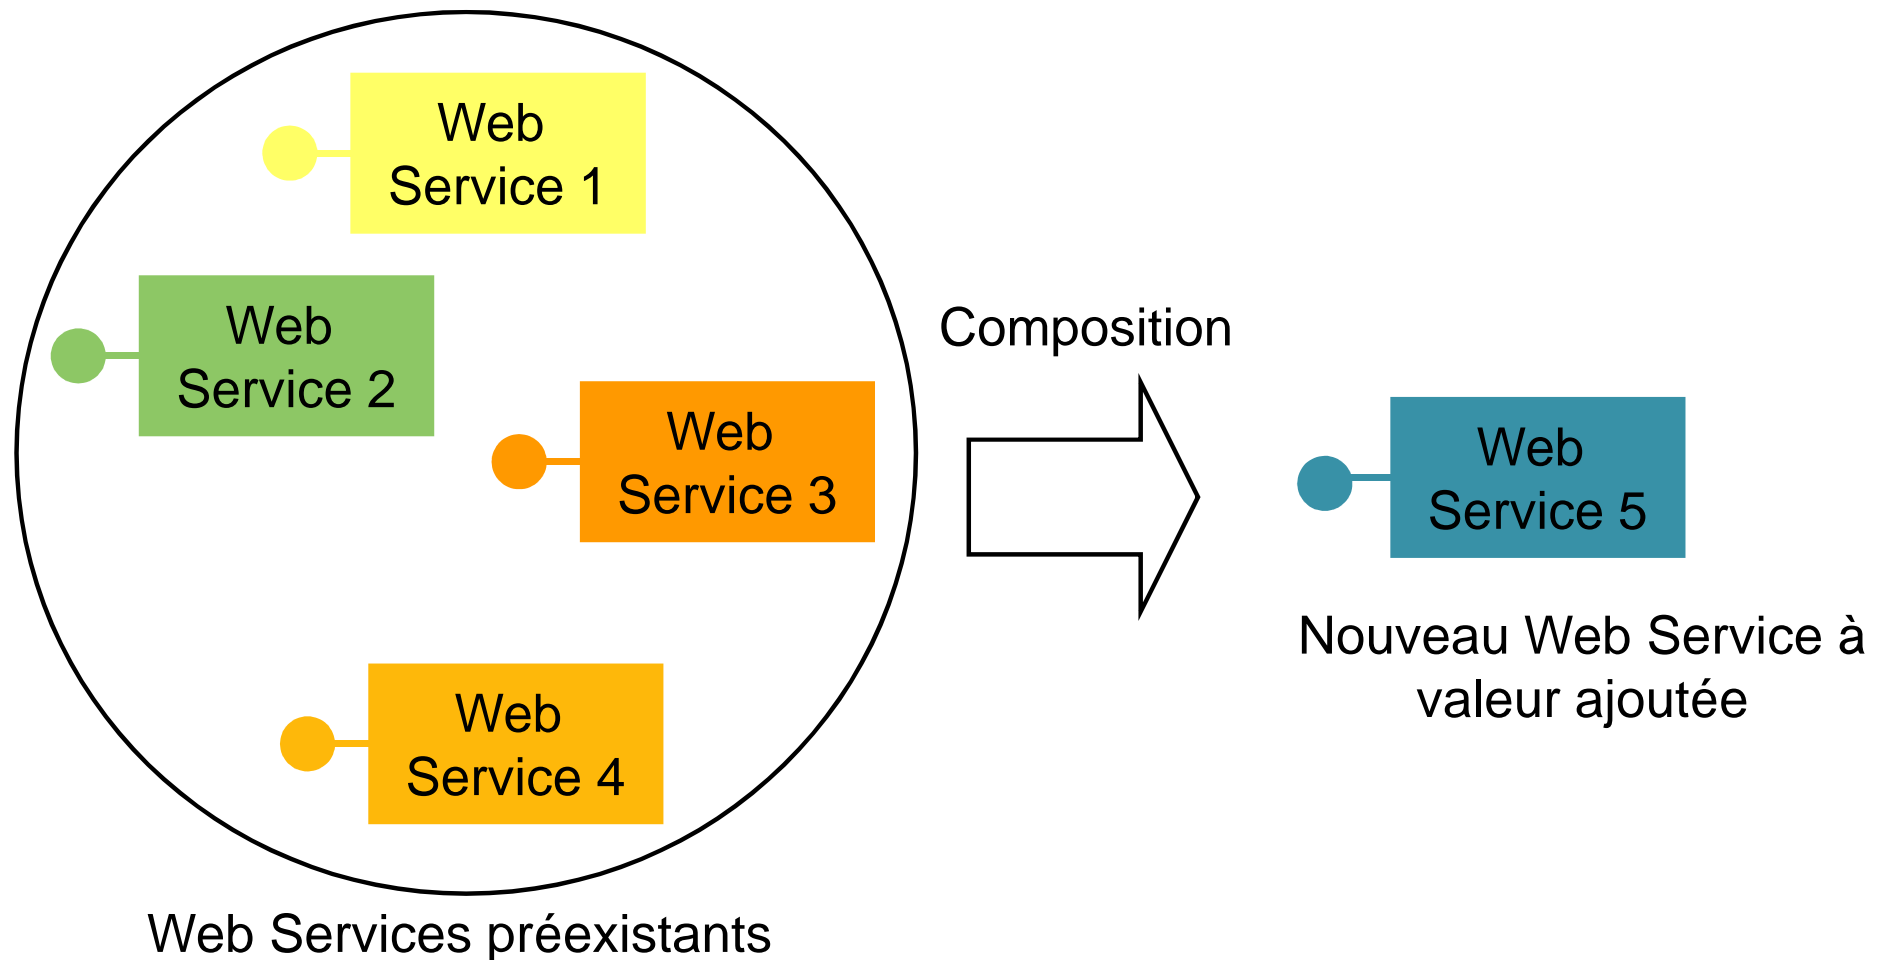 Web
Service 1
Web
Service 2
Web
Service 3
Web
Service 4
Web Services préexistants
Composition
Web
Service 5
Nouveau Web Service à
valeur ajoutée